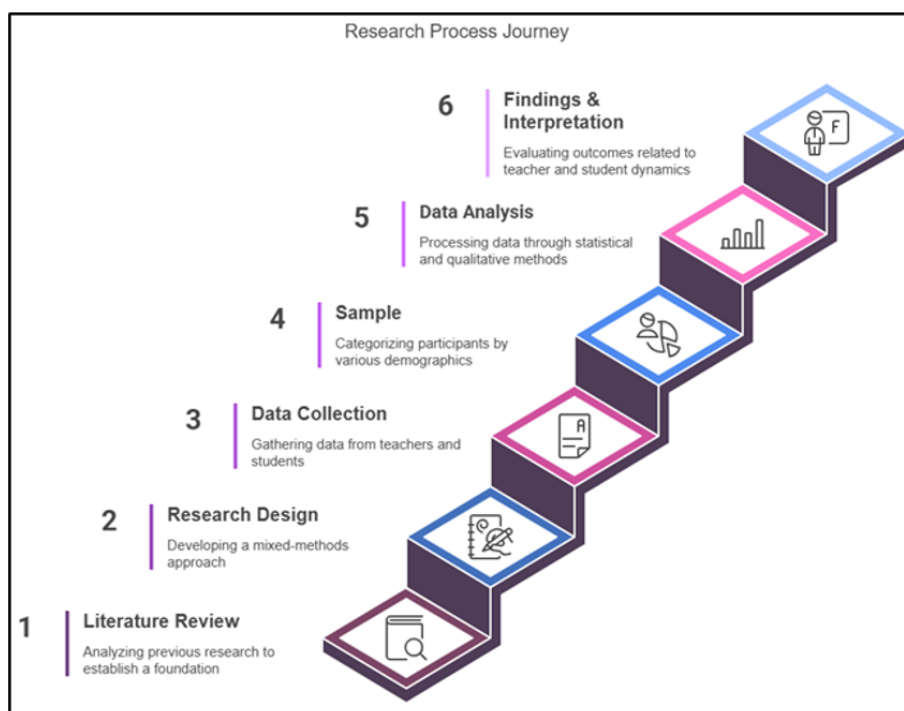 Research Process Journey
6
Findings &
Interpretation
Evaluating outcomes related to
teacher and student dynamics
F
5
Data Analysis
Processing data through statistical
and qualitative methods
4
Sample
Categorizing participants by
various demographics
3
Data Collection
Gathering data from teachers and
students
A
2
Research Design
Developing a mixed-methods
approach
1
Literature Review
Analyzing previous research to
establish a foundation